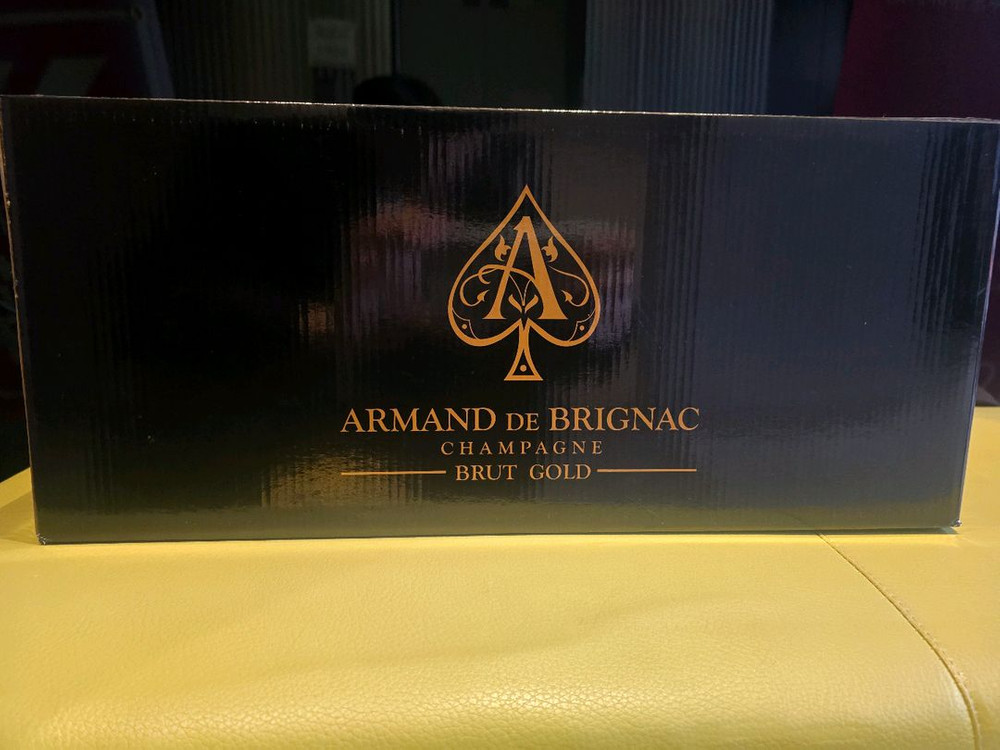 A
ARMAND DE BRIGNAC
CHAMPAGNE
BRUT GOLD